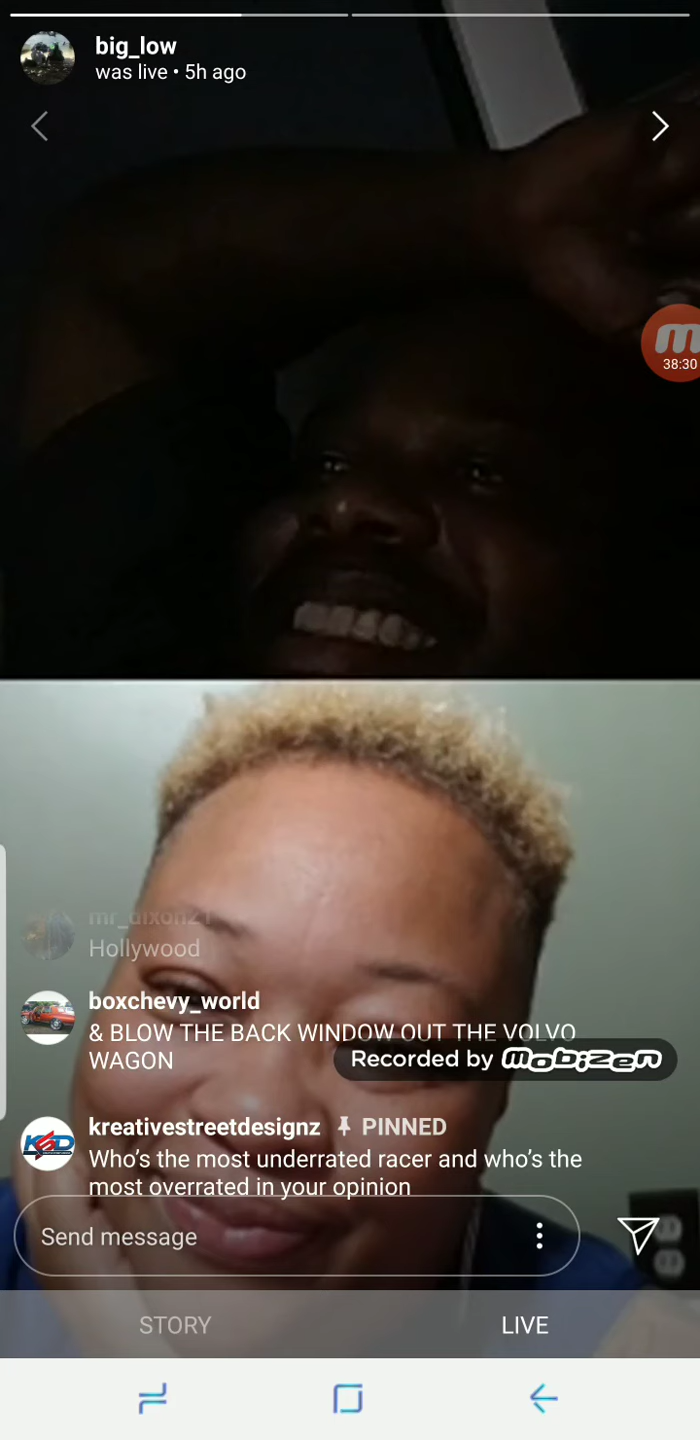 big_low
was live • 5h ago
38:30
mr_dixon21
Hollywood
boxchevy_world
& BLOW THE BACK WINDOW OUT THE VOLVO
WAGON
Recorded by mobizen
KSD
kreativestreetdesignz PINNED
Who’s the most underrated racer and who’s the
most overrated in your opinion
Send message
STORY
LIVE